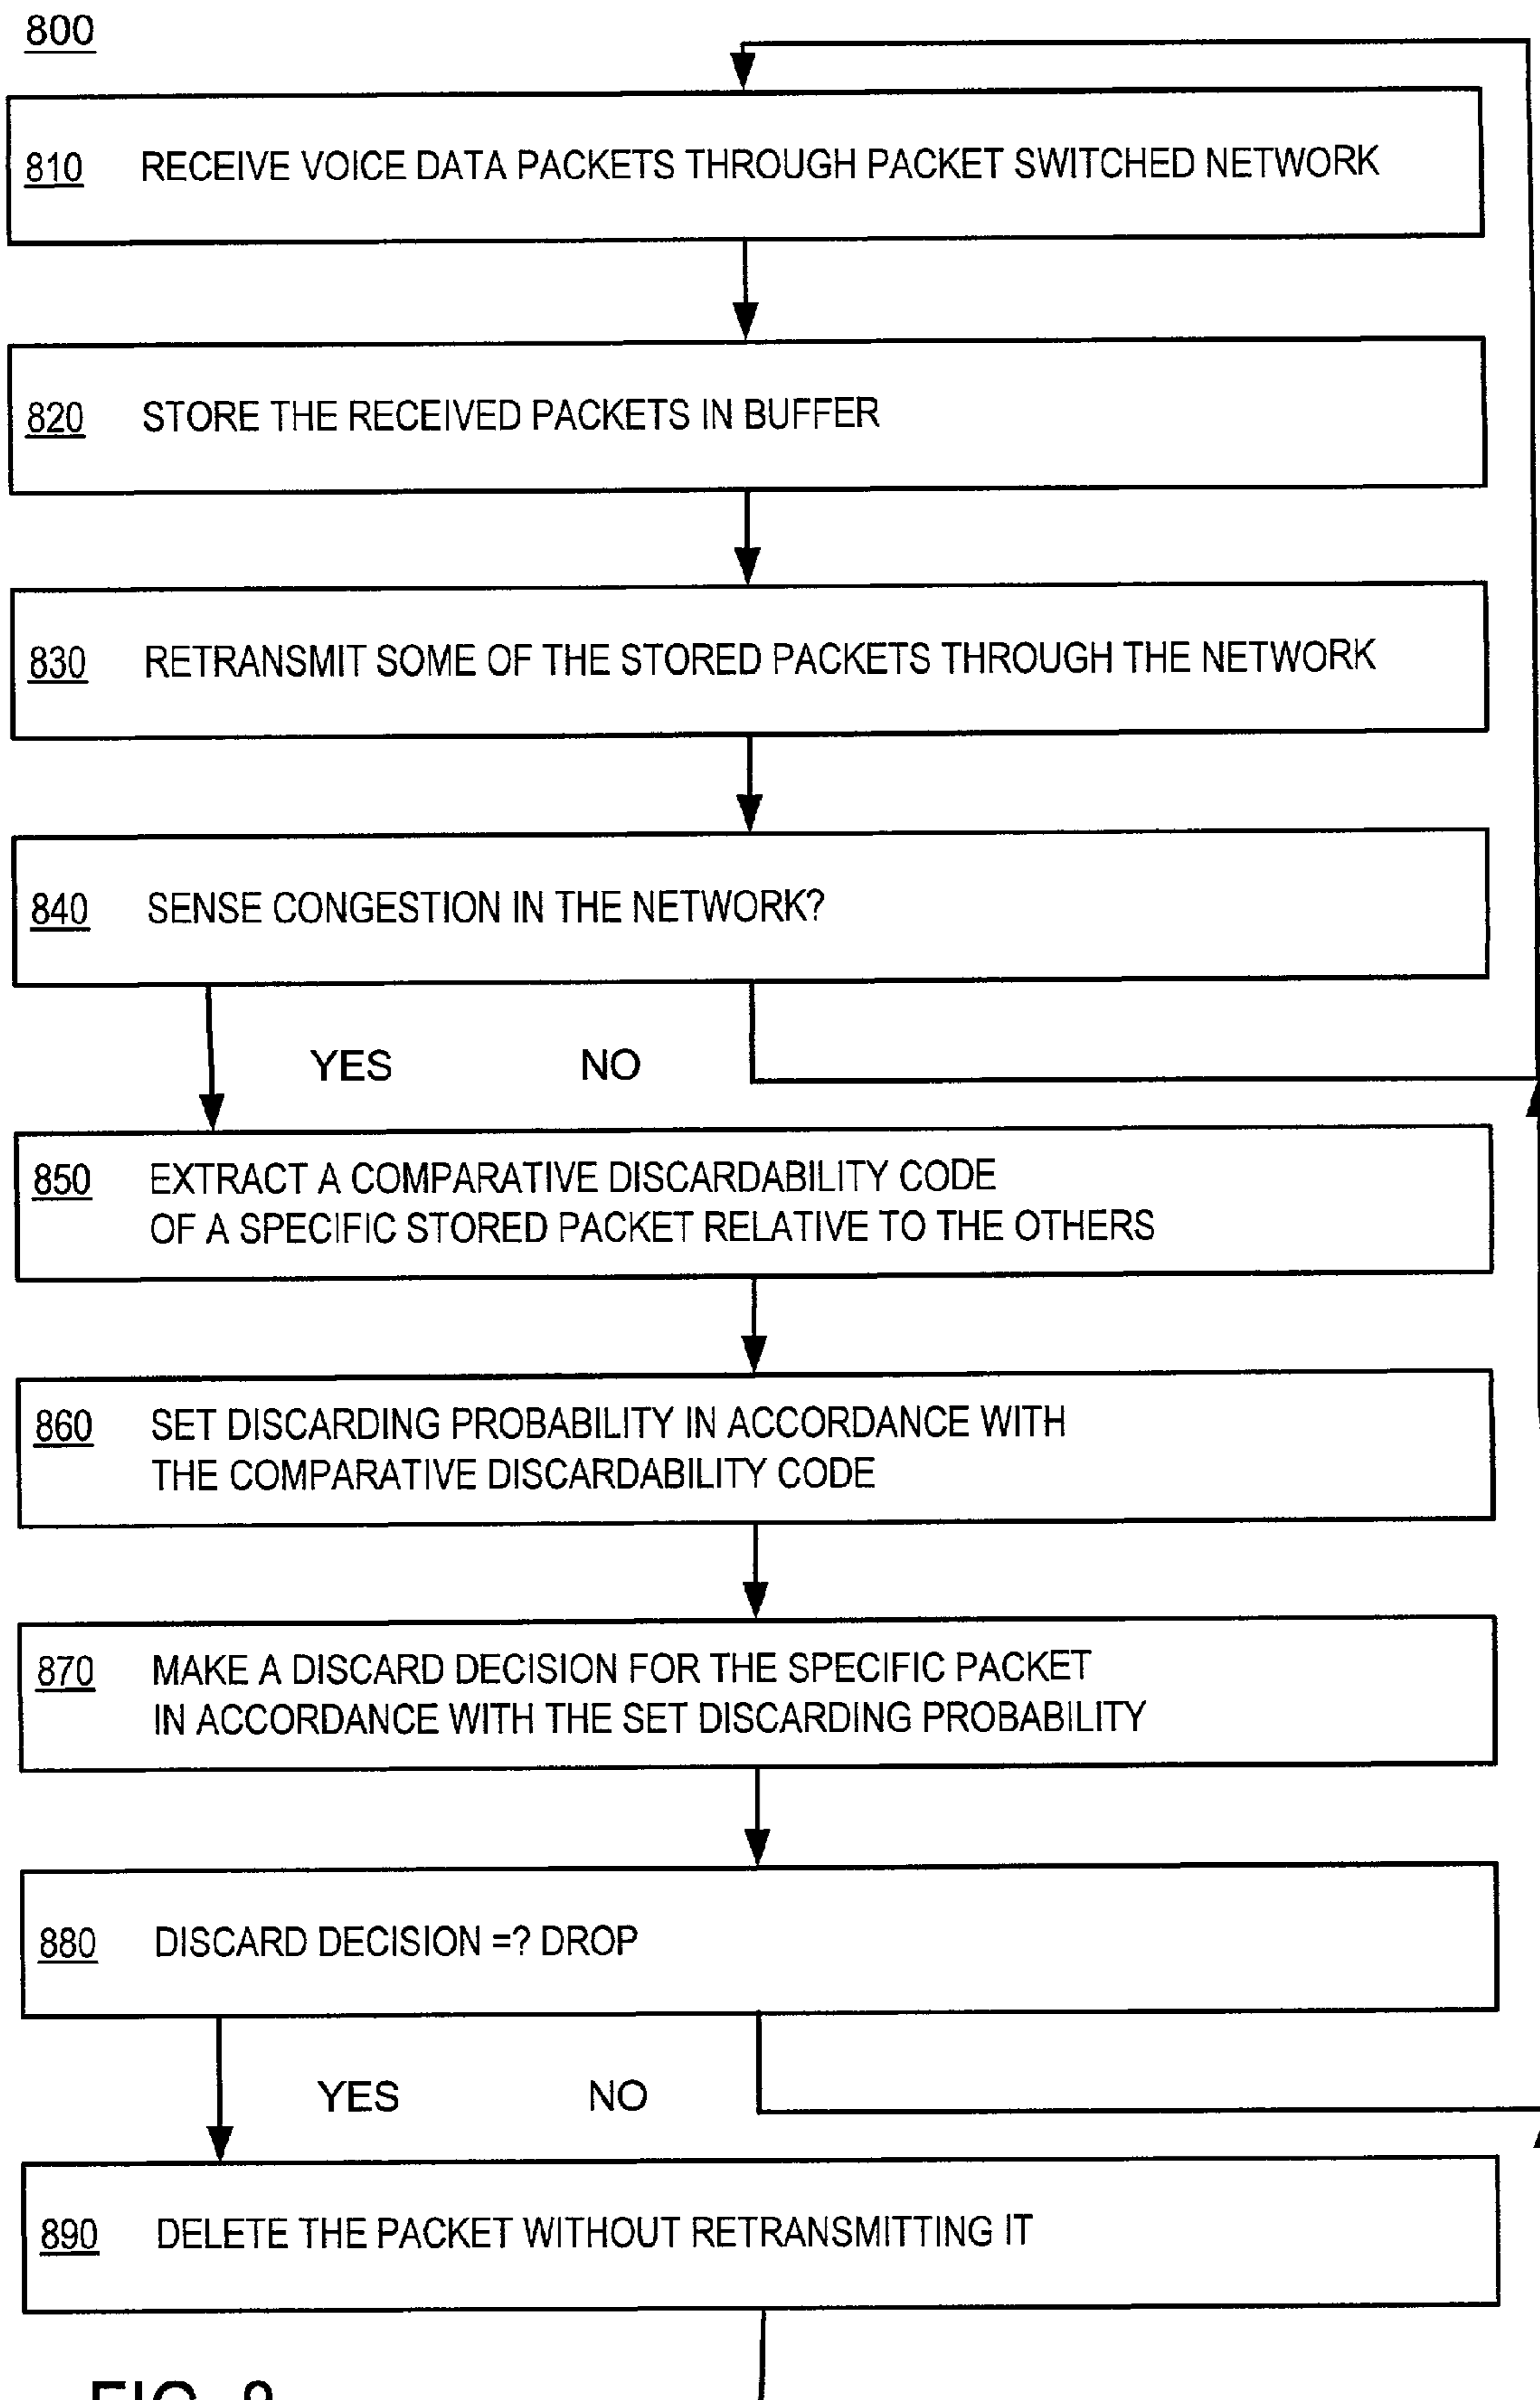 800
810 RECEIVE VOICE DATA PACKETS THROUGH PACKET SWITCHED NETWORK
820 STORE THE RECEIVED PACKETS IN BUFFER
830 RETRANSMIT SOME OF THE STORED PACKETS THROUGH THE NETWORK
840 SENSE CONGESTION IN THE NETWORK?
YES NO
850 EXTRACT A COMPARATIVE DISCARDABILITY CODE
OF A SPECIFIC STORED PACKET RELATIVE TO THE OTHERS
860 SET DISCARDING PROBABILITY IN ACCORDANCE WITH
THE COMPARATIVE DISCARDABILITY CODE
870 MAKE A DISCARD DECISION FOR THE SPECIFIC PACKET
IN ACCORDANCE WITH THE SET DISCARDING PROBABILITY
880 DISCARD DECISION =? DROP
YES NO
890 DELETE THE PACKET WITHOUT RETRANSMITTING IT